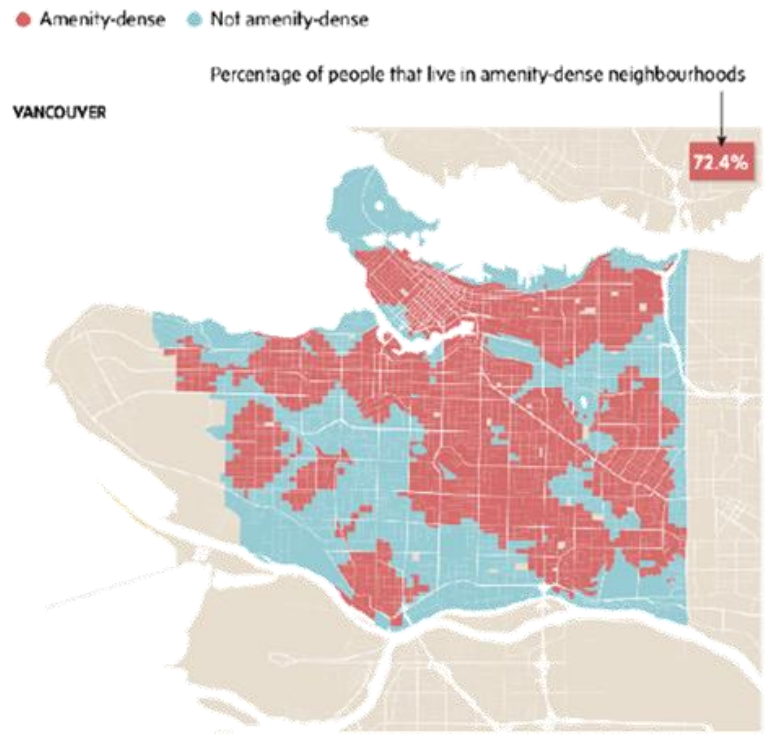 Amenity-dense Not amenity-dense
Percentage of people that live in amenity-dense neighbourhoods
VANCOUVER
72.4%